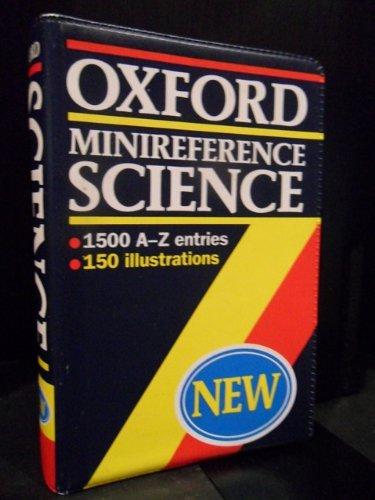 OXFORD
MINIREFERENCE
SCIENCE
• 1500 A–Z entries
• 150 illustrations
NEW
SCIENCE